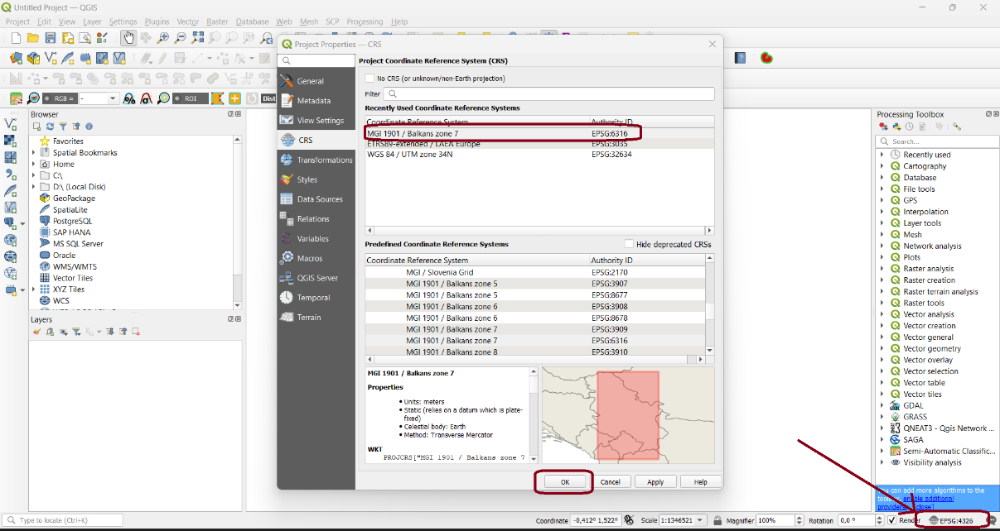 Untitled Project — QGIS
Project Edit View Layer Settings Plugins Vector Raster Database Web Mesh SCP Processing Help
RGB = - ROI Dist
Browser
Favorites
Spatial Bookmarks
Home
C:\
D:\ (Local Disk)
GeoPackage
SpatiaLite
PostgreSQL
SAP HANA
MS SQL Server
Oracle
WMS/WMTS
Vector Tiles
XYZ Tiles
WCS
Layers
Project Properties — CRS
General
Metadata
View Settings
CRS
Transformations
Styles
Data Sources
Relations
Variables
Macros
QGIS Server
Temporal
Terrain
Project Coordinate Reference System (CRS)
No CRS (or unknown/non-Earth projection)
Filter
Recently Used Coordinate Reference Systems
Coordinate Reference System Authority ID
MGI 1901 / Balkans zone 7 EPSG:6316
ETRS89-extended / LAEA Europe EPSG:3035
WGS 84 / UTM zone 34N EPSG:32634
Predefined Coordinate Reference Systems Hide deprecated CRSs
Coordinate Reference System Authority ID
MGI / Slovenia Grid EPSG:2170
MGI 1901 / Balkans zone 5 EPSG:3907
MGI 1901 / Balkans zone 5 EPSG:8677
MGI 1901 / Balkans zone 6 EPSG:3908
MGI 1901 / Balkans zone 6 EPSG:8678
MGI 1901 / Balkans zone 7 EPSG:3909
MGI 1901 / Balkans zone 7 EPSG:6316
MGI 1901 / Balkans zone 8 EPSG:3910
MGI 1901 / Balkans zone 7
Properties
• Units: meters
• Static (relies on a datum which is plate-
fixed)
• Celestial body: Earth
• Method: Transverse Mercator
WKT
PROJCRS["MGI 1901 / Balkans zone 7
OK Cancel Apply Help
Processing Toolbox
Search...
Recently used
Cartography
Database
File tools
GPS
Interpolation
Layer tools
Mesh
Network analysis
Plots
Raster analysis
Raster creation
Raster terrain analysis
Raster tools
Vector analysis
Vector creation
Vector general
Vector geometry
Vector overlay
Vector selection
Vector table
Vector tiles
GDAL
GRASS
QNEAT3 - Qgis Network ...
SAGA
Semi-Automatic Classific...
Visibility analysis
You can add more algorithms to the
toolbox, enable additional
providers. [close]
Type to locate (Ctrl+K) Coordinate -0,412° 1,522° Scale 1:1346521 Magnifier 100% Rotation 0,0 ° Render EPSG:4326